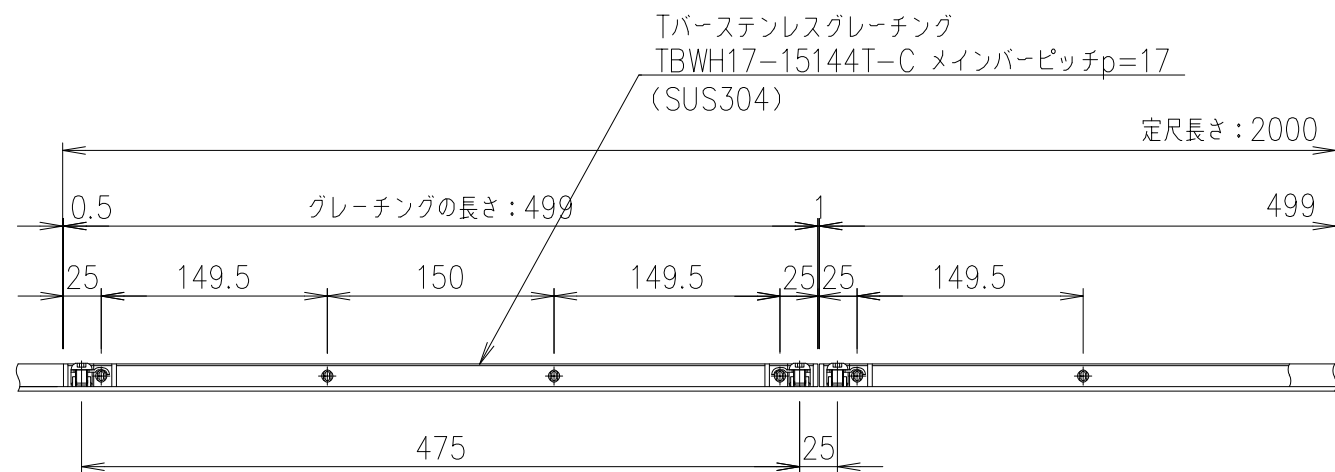 Tバーステンレスグレーチング
TBWH17-15144T-C メインバーピッチp=17
(SUS304)
定尺長さ：2000
0.5 グレーチングの長さ：499 1 499
25 149.5 150 149.5 25 25 149.5
475 25